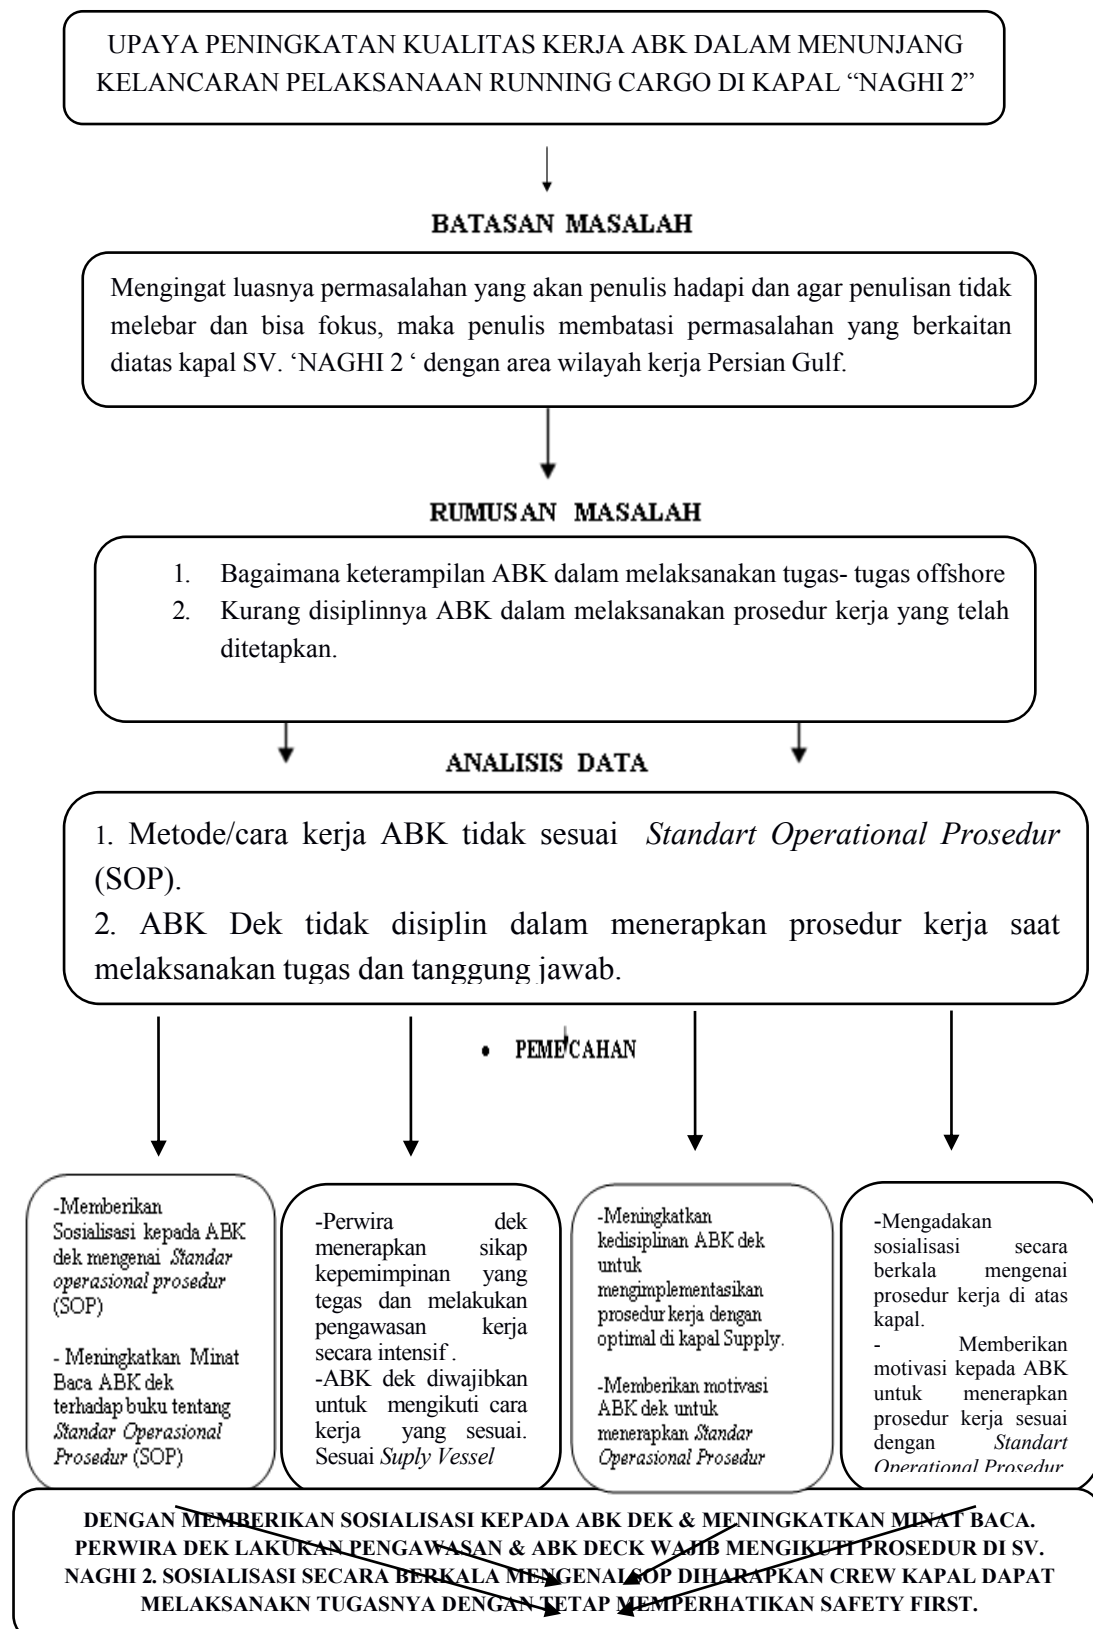 UPAYA PENINGKATAN KUALITAS KERJA ABK DALAM MENUNJANG
KELANCARAN PELAKSANAAN RUNNING CARGO DI KAPAL “NAGHI 2”
BATASAN MASALAH
Mengingat luasnya permasalahan yang akan penulis hadapi dan agar penulisan tidak
melebar dan bisa fokus, maka penulis membatasi permasalahan yang berkaitan
diatas kapal SV. ‘NAGHI 2 ‘ dengan area wilayah kerja Persian Gulf.
RUMUSAN MASALAH
1. Bagaimana keterampilan ABK dalam melaksanakan tugas- tugas offshore
2. Kurang disiplinnya ABK dalam melaksanakan prosedur kerja yang telah
ditetapkan.
ANALISIS DATA
1. Metode/cara kerja ABK tidak sesuai Standart Operational Prosedur
(SOP).
2. ABK Dek tidak disiplin dalam menerapkan prosedur kerja saat
melaksanakan tugas dan tanggung jawab.
• PEMECAHAN
-Memberikan
Sosialisasi kepada ABK
dek mengenai Standar
operasional prosedur
(SOP)
- Meningkatkan Minat
Baca ABK dek
terhadap buku tentang
Standar Operasional
Prosedur (SOP)
-Perwira dek
menerapkan sikap
kepemimpinan yang
tegas dan melakukan
pengawasan kerja
secara intensif .
-ABK dek diwajibkan
untuk mengikuti cara
kerja yang sesuai.
Sesuai Suply Vessel
-Meningkatkan
kedisiplinan ABK dek
untuk
mengimplementasikan
prosedur kerja dengan
optimal di kapal Supply.
-Memberikan motivasi
ABK dek untuk
menerapkan Standar
Operasional Prosedur
-Mengadakan
sosialisasi secara
berkala mengenai
prosedur kerja di atas
kapal.
- Memberikan
motivasi kepada ABK
untuk menerapkan
prosedur kerja sesuai
dengan Standart
Operational Prosedur
DENGAN MEMBERIKAN SOSIALISASI KEPADA ABK DEK & MENINGKATKAN MINAT BACA.
PERWIRA DEK LAKUKAN PENGAWASAN & ABK DECK WAJIB MENGIKUTI PROSEDUR DI SV.
NAGHI 2. SOSIALISASI SECARA BERKALA MENGENAI SOP DIHARAPKAN CREW KAPAL DAPAT
MELAKSANAKN TUGASNYA DENGAN TETAP MEMPERHATIKAN SAFETY FIRST.